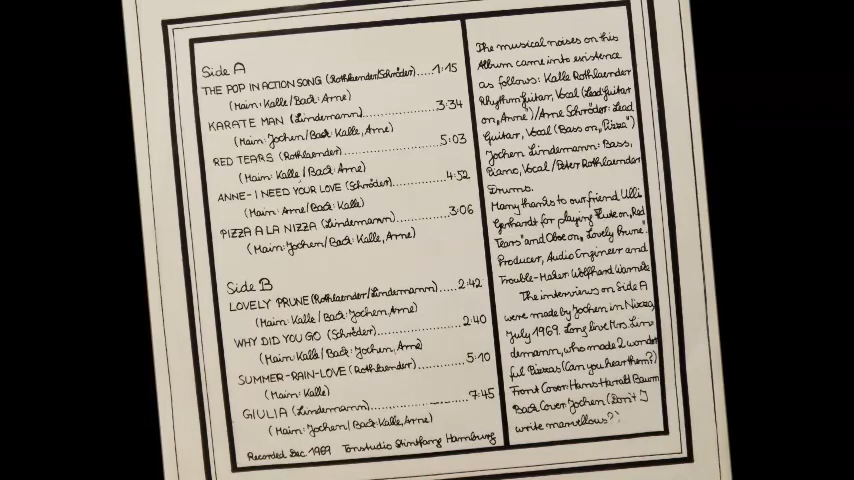 Side A
THE POP IN ACTION SONG (Rothlaender/Schröder).....1:15
(Main: Kalle/Back: Arne)
KARATE MAN (Lindemann)..................3:34
(Main: Jochen/Back: Kalle, Arne)
RED TEARS (Rothlaender)..................5:03
(Main: Kalle/Back: Arne)
ANNE-I NEED YOUR LOVE (Schröder)..............4:52
(Main: Arne/Back: Kalle)
PIZZA A LA NIZZA (Lindemann)..............3:06
(Main: Jochen/Back: Kalle, Arne)
Side B
LOVELY PRUNE (Rothlaender/Lindemann).....2:42
(Main: Kalle/Back: Jochen, Arne)
WHY DID YOU GO (Schröder)..................2:40
(Main: Kalle/Back: Jochen, Arne)
SUMMER-RAIN-LOVE (Rothlaender)............5:10
(Main: Kalle)
GIULIA (Lindemann)........................7:45
(Main: Jochen/Back: Kalle, Arne)
Recorded Dec. 1969 Tonstudio Hamburg
The musical noises on this
Album came into existence
as follows: Kalle Rothlaender
Rhythm Guitar, Vocal (Lead Guitar
on "Anne")/Arne Schröder: Lead
Guitar, Vocal (Bass on "Pizza")
Jochen Lindemann: Bass,
Piano, Vocal/Peter Rothlaender
Drums.
Many thanks to our friend Ulli
Gerhardt for playing Flute on "Red
Tears" and Oboe on "Lovely Prune".
Producer, Audio Engineer and
Trouble-Maker Wolfhard Warneke
The interviews on Side A
were made by Jochen in Nizza,
July 1969. Long live Mrs. Lin-
demann, who made 2 wonder
ful Pizzas (Can you hear them?)
Front Cover: Hans-Harald Baum
Back Cover: Jochen (Don't I
write marvellous?)